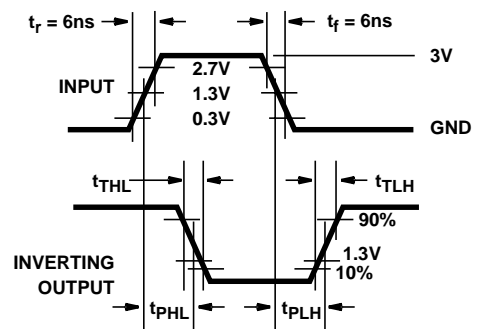 tr = 6ns
tf = 6ns
3V
2.7V
INPUT
1.3V
0.3V
GND
tTHL
tTLH
90%
1.3V
INVERTING
OUTPUT
10%
tPHL
tPLH